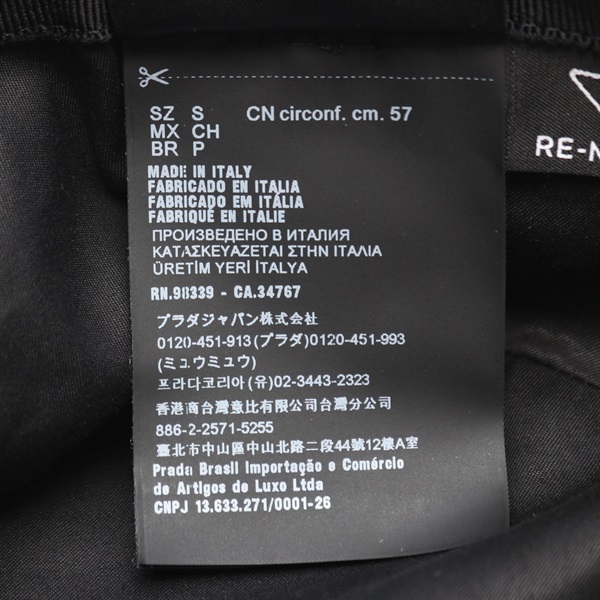 SZ S CN circonf. cm. 57
MX CH
BR P
MADE IN ITALY
FABRICADO EN ITALIA
FABRICADO EM ITÁLIA
FABRIQUÉ EN ITALIE
ПРОИЗВЕДЕНО В ИТАЛИЯ
ΚΑΤΑΣΚΕΥΑΖΕΤΑΙ ΣΤΗΝ ΙΤΑΛΙΑ
ÜRETİM YERİ İTALYA
RN.98339 - CA.34767
プラダジャパン株式会社
0120-451-913 (プラダ)0120-451-993
(ミュウミュウ)
프라다코리아(유)02-3443-2323
香港商台灣意比有限公司台灣分公司
886-2-2571-5255
臺北市中山區中山北路二段44號12樓A室
Prada Brasil Importação e Comércio
de Artigos de Luxo Ltda
CNPJ 13.633.271/0001-26
RE-N